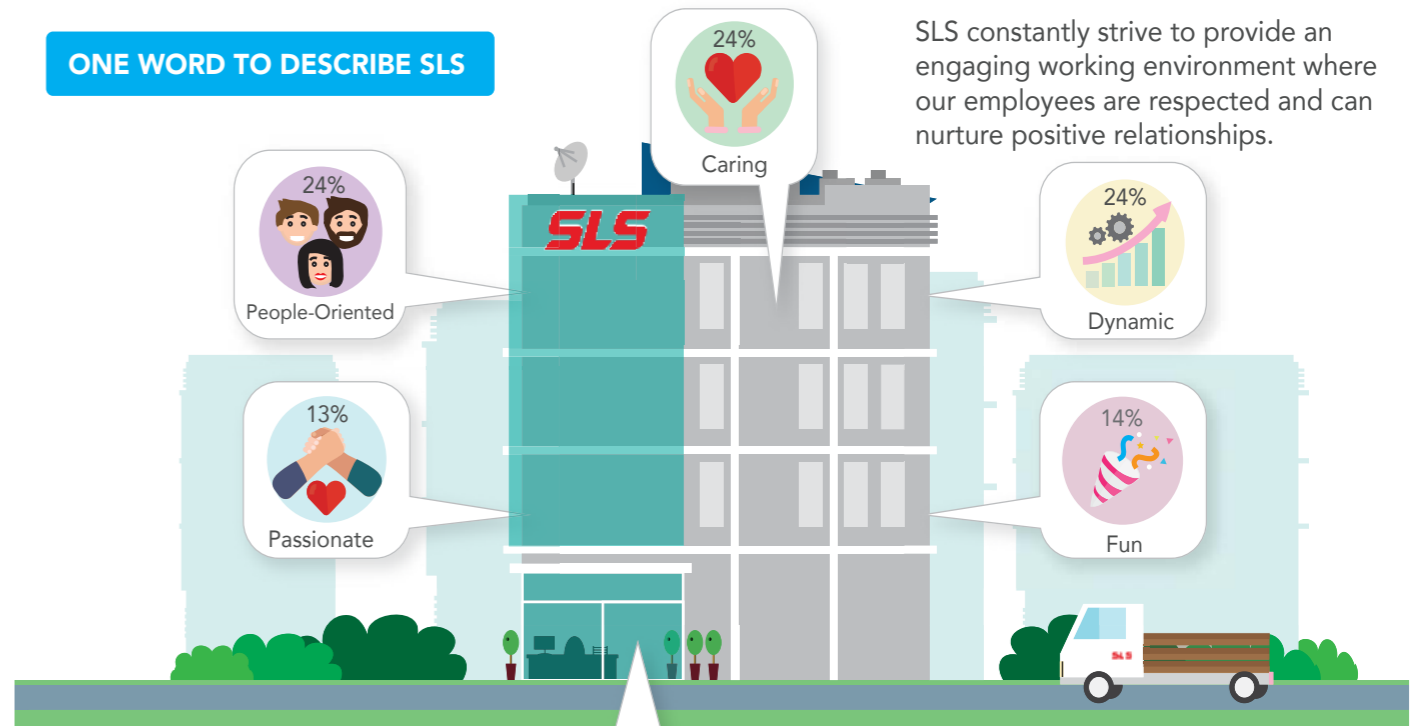 ONE WORD TO DESCRIBE SLS
SLS constantly strive to provide an
engaging working environment where
our employees are respected and can
nurture positive relationships.
24%
Caring
24%
People-Oriented
SLS
24%
Dynamic
13%
Passionate
14%
Fun
SLS